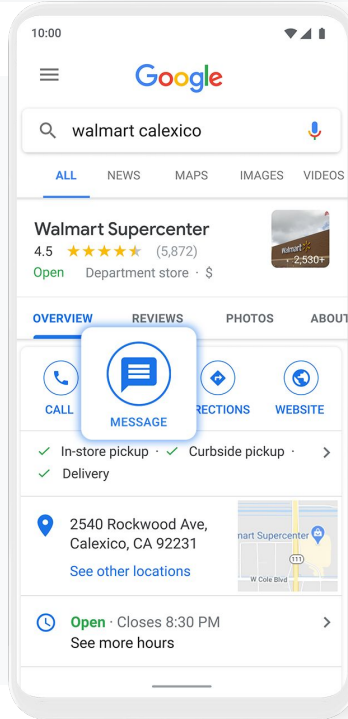 10:00
Google
walmart calexico
ALL NEWS MAPS IMAGES VIDEOS
Walmart Supercenter
4.5 (5,872)
Open Department store · $
Walmart
2,530+
OVERVIEW REVIEWS PHOTOS ABOUT
CALL MESSAGE RECTIONS WEBSITE
In-store pickup · Curbside pickup ·
Delivery
2540 Rockwood Ave,
Calexico, CA 92231
See other locations
mart Supercenter
111
W Cole Blvd
Open · Closes 8:30 PM
See more hours